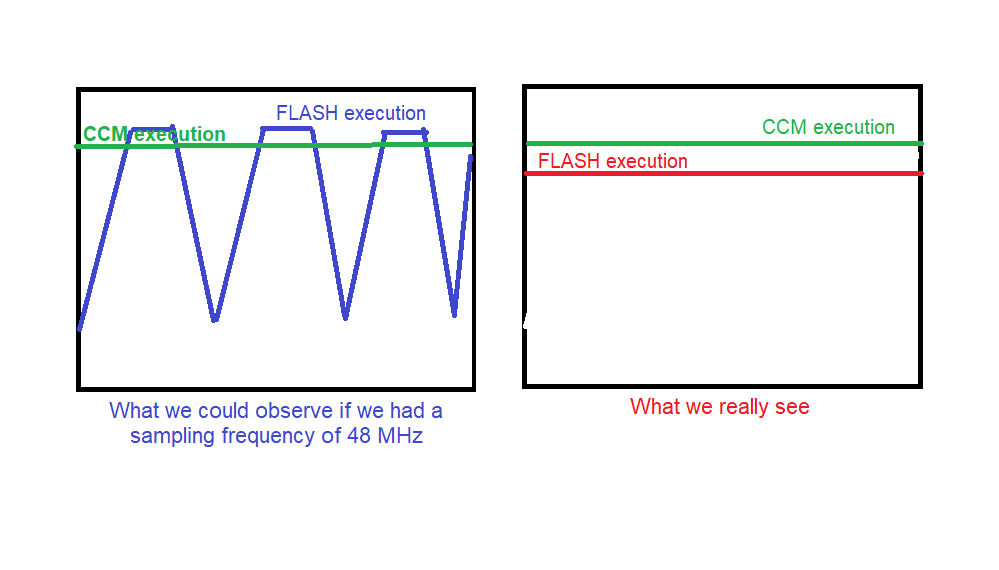 FLASH execution
CCM execution
What we could observe if we had a
sampling frequency of 48 MHz
CCM execution
FLASH execution
What we really see